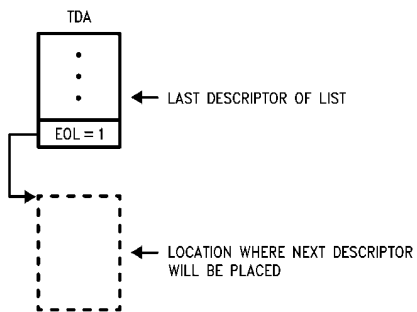 TDA
LAST DESCRIPTOR OF LIST
EOL = 1
LOCATION WHERE NEXT DESCRIPTOR
WILL BE PLACED